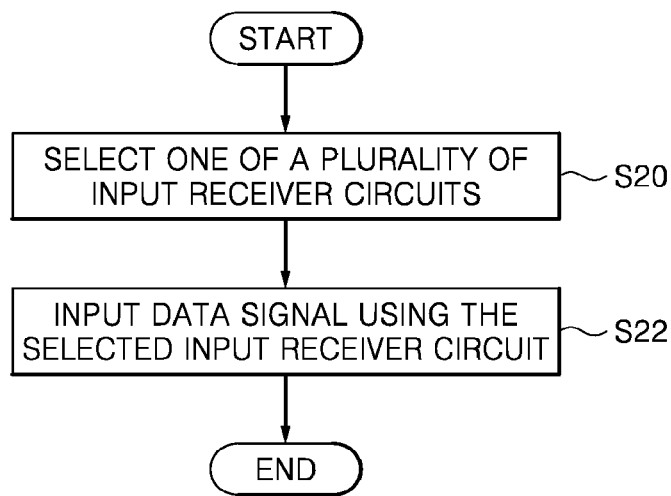 START
SELECT ONE OF A PLURALITY OF
INPUT RECEIVER CIRCUITS
S20
INPUT DATA SIGNAL USING THE
SELECTED INPUT RECEIVER CIRCUIT
S22
END